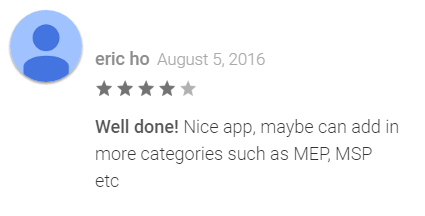 eric ho August 5, 2016
Well done! Nice app, maybe can add in
more categories such as MEP, MSP
etc